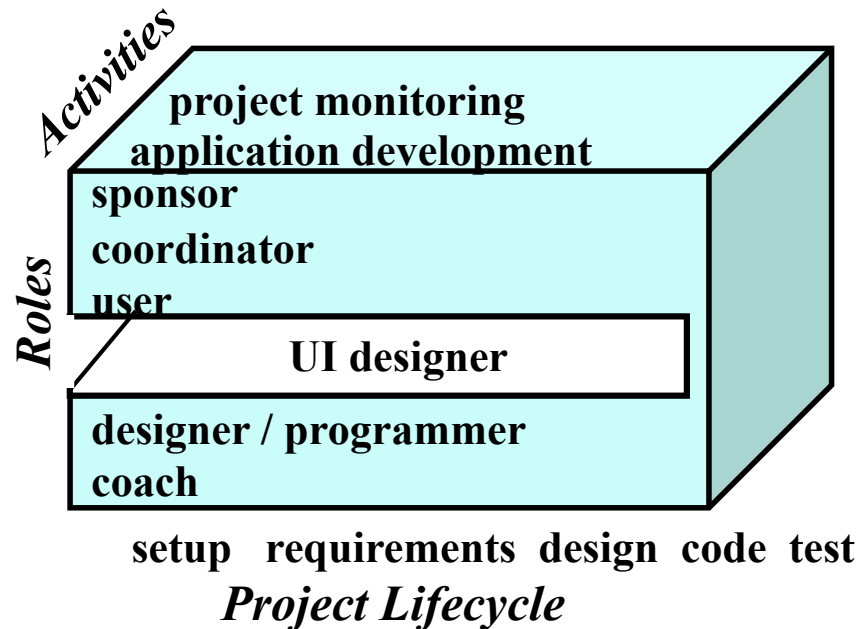 Activities
project monitoring
application development
sponsor
coordinator
user
Roles
UI designer
designer / programmer
coach
setup requirements design code test
Project Lifecycle